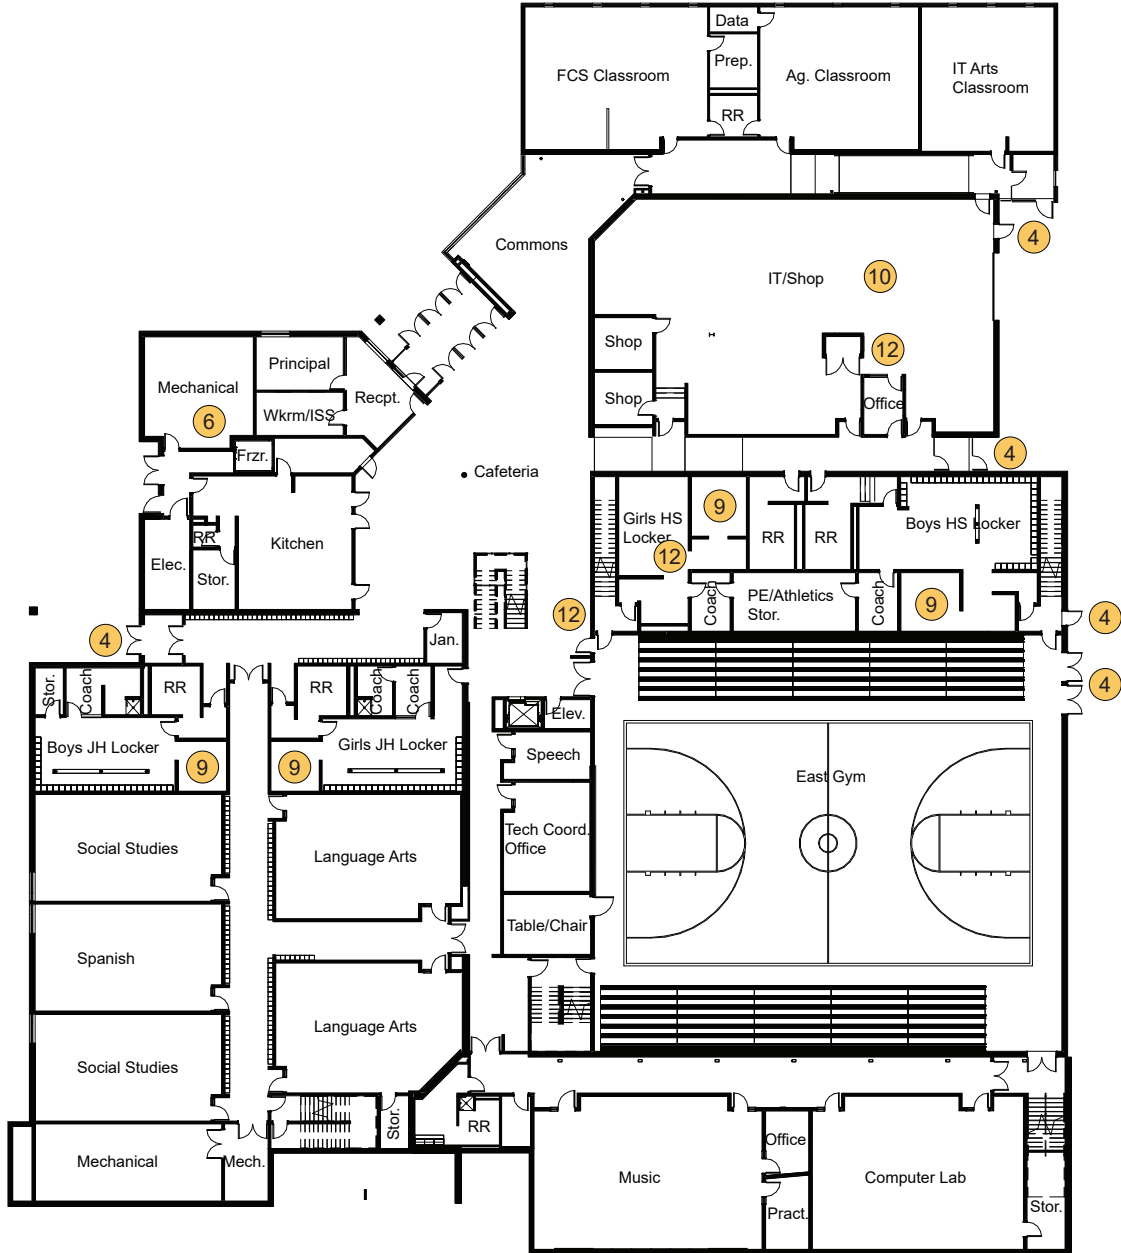 Data
FCS Classroom
Prep.
Ag. Classroom
IT Arts
Classroom
RR
Commons
4
IT/Shop
10
Shop
12
Principal
Mechanical
Recpt.
Shop
Office
6
Wkrm/ISS
Frzr.
Cafeteria
4
Girls HS
Locker
9
Boys HS Locker
RR
RR
RR
Kitchen
12
Elec.
Stor.
Coach
PE/Athletics
Stor.
Coach
9
12
4
4
Jan.
4
Stor.
Coach
RR
RR
Coach
Coach
Elev.
Boys JH Locker
Girls JH Locker
Speech
9
9
East Gym
Social Studies
Language Arts
Tech Coord.
Office
Table/Chair
Spanish
Language Arts
Social Studies
Stor.
RR
Office
Mechanical
Mech.
Music
Computer Lab
Pract.
Stor.